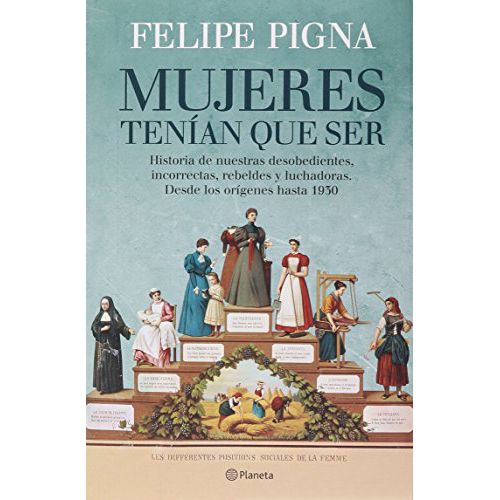 FELIPE PIGNA
MUJERES
TENÍAN QUE SER
Historia de nuestras desobedientes,
incorrectas, rebeldes y luchadoras.
Desde los orígenes hasta 1930
LES DIFFÉRENTES POSITIONS SOCIALES DE LA FEMME
Planeta